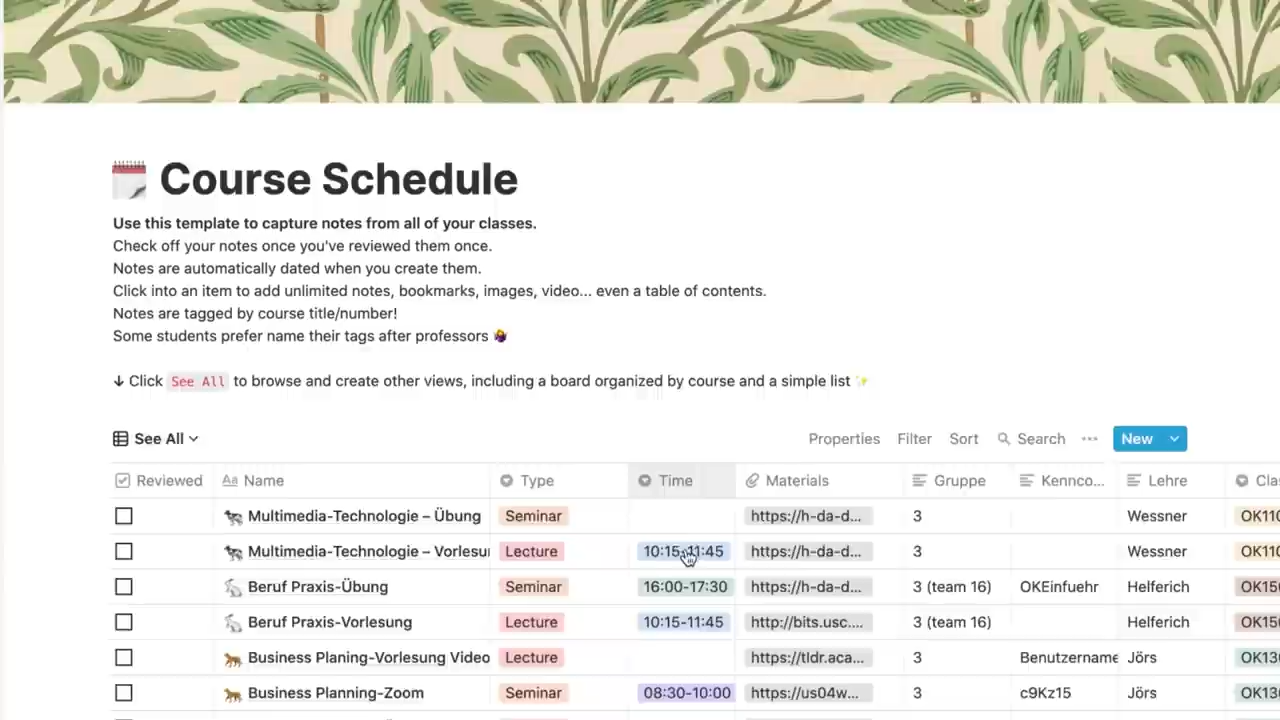 Course Schedule
Use this template to capture notes from all of your classes.
Check off your notes once you've reviewed them once.
Notes are automatically dated when you create them.
Click into an item to add unlimited notes, bookmarks, images, video... even a table of contents.
Notes are tagged by course title/number!
Some students prefer name their tags after professors
↓ Click See All to browse and create other views, including a board organized by course and a simple list
See All Properties Filter Sort Search ••• New
Reviewed Aa Name Type Time Materials Gruppe Kennco... Lehre Clas
Multimedia-Technologie – Übung Seminar https://h-da-d... 3 Wessner OK110
Multimedia-Technologie – Vorlesu Lecture 10:15-11:45 https://h-da-d... 3 Wessner OK110
Beruf Praxis-Übung Seminar 16:00-17:30 https://h-da-d... 3 (team 16) OKEinfuehr Helferich OK150
Beruf Praxis-Vorlesung Lecture 10:15-11:45 http://bits.usc.... 3 (team 16) Helferich OK150
Business Planing-Vorlesung Video Lecture https://tldr.aca... 3 Benutzername Jörs OK130
Business Planning-Zoom Seminar 08:30-10:00 https://us04w... 3 c9Kz15 Jörs OK130